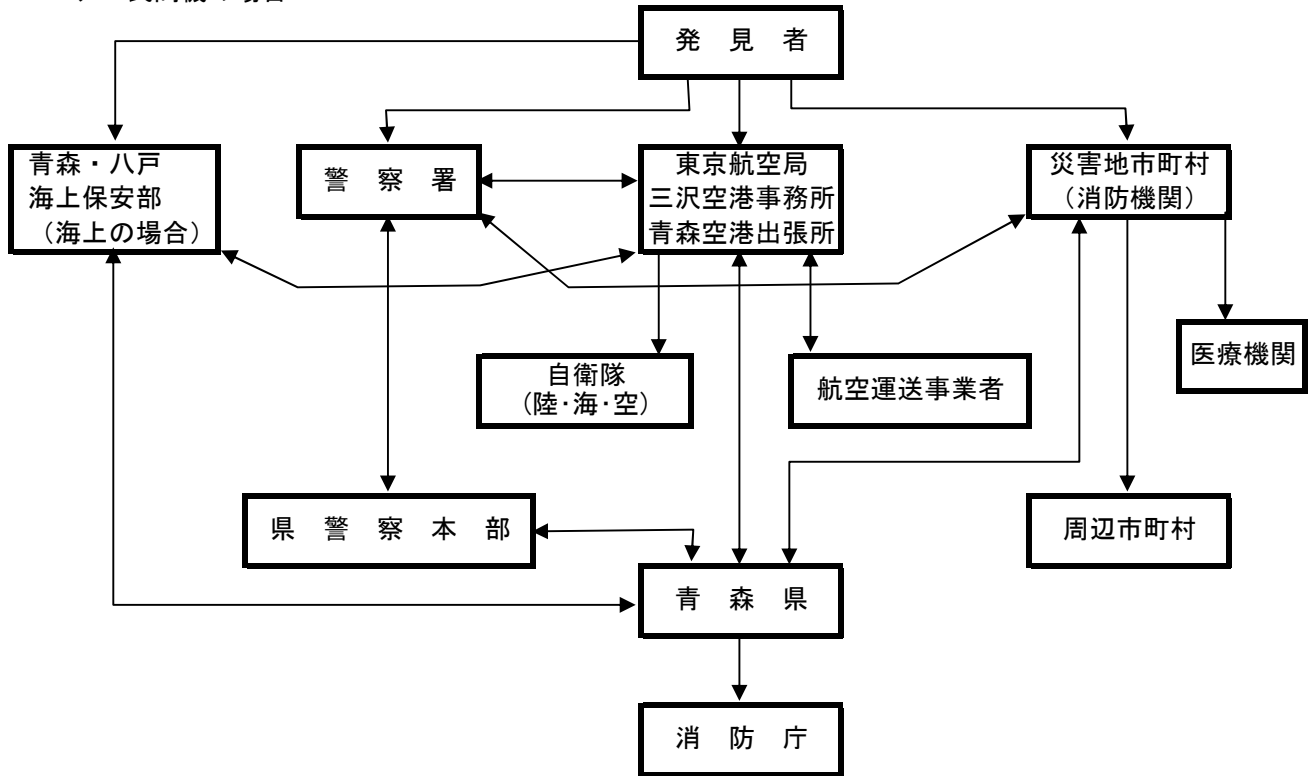 発 見 者
青森・八戸
海上保安部
（海上の場合）
警 察 署
東京航空局
三沢空港事務所
青森空港出張所
災害地市町村
（消防機関）
自衛隊
（陸・海・空）
航空運送事業者
医療機関
県 警 察 本 部
周辺市町村
青 森 県
消 防 庁